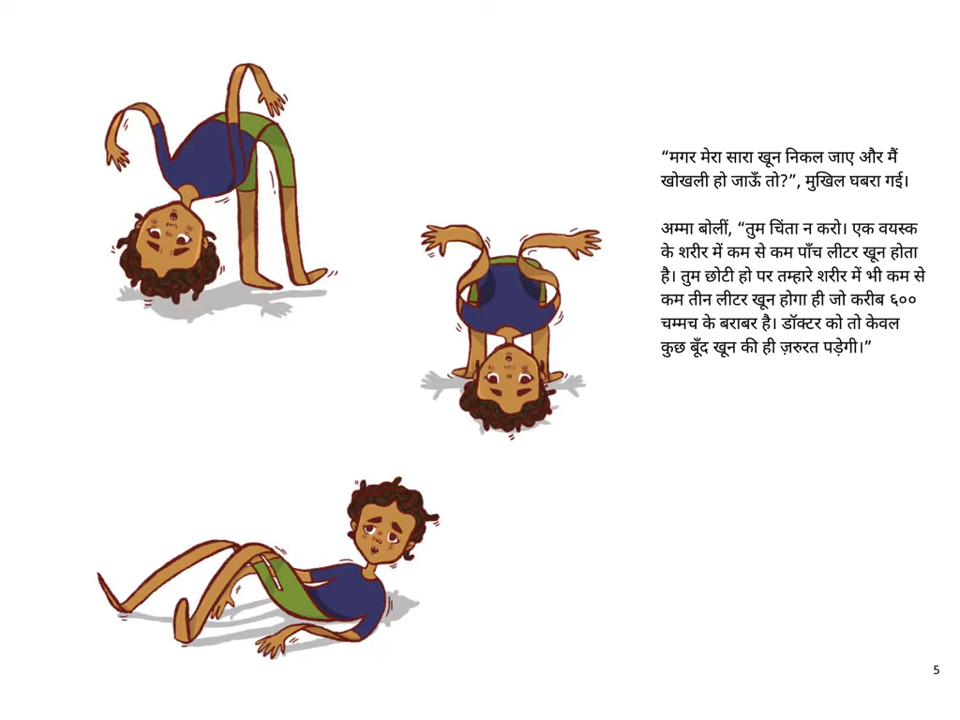 “मगर मेरा सारा खून निकल जाए और मैं
खोखली हो जाऊँ तो?”, मुखिल घबरा गई।
अम्मा बोलीं, “तुम चिंता न करो। एक वयस्क
के शरीर में कम से कम पाँच लीटर खून होता
है। तुम छोटी हो पर तम्हारे शरीर में भी कम से
कम तीन लीटर खून होगा ही जो करीब ६००
चम्मच के बराबर है। डॉक्टर को तो केवल
कुछ बूँद खून की ही ज़रुरत पड़ेगी।”
5